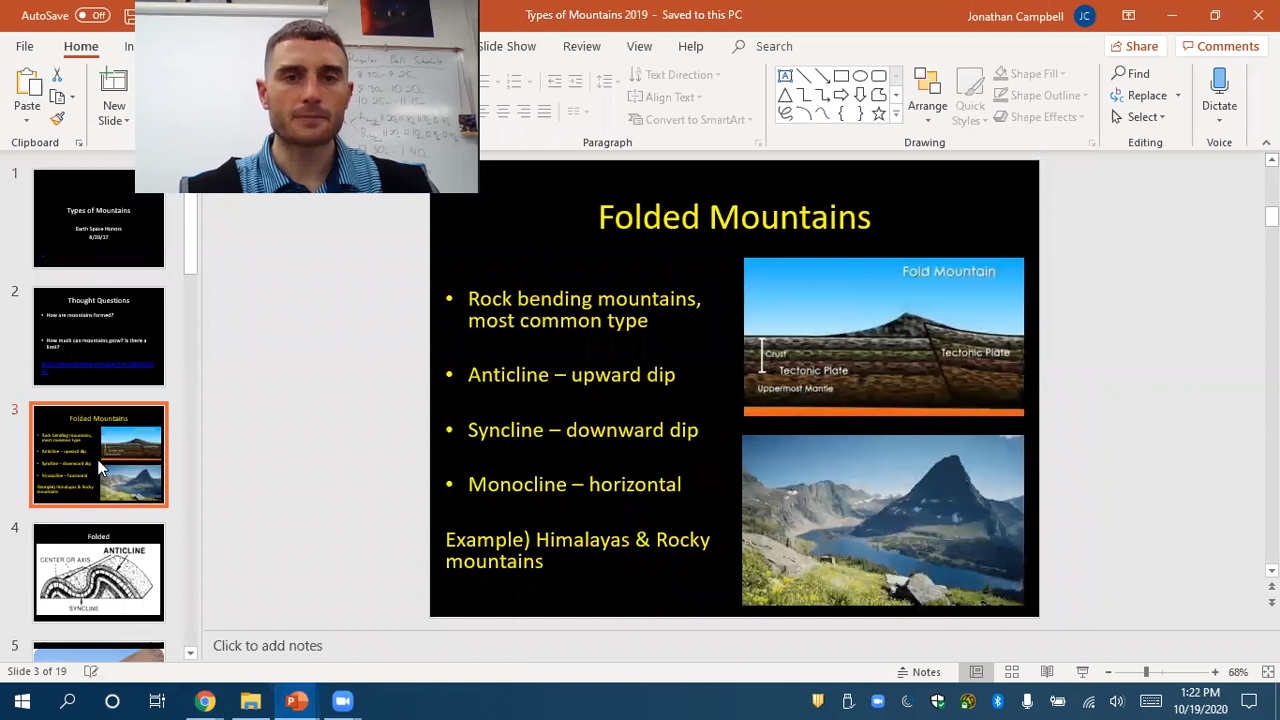 Types of Mountains 2019 – Saved to this PC
Jonathan Campbell
JC
File
Home
Slide Show
Review
View
Help
Search
Share
Comments
Paste
New
Slide
Clipboard
Text Direction
Align Text
Convert to SmartArt
Paragraph
Arrange
Quick
Styles
Shape Fill
Shape Outline
Shape Effects
Drawing
Find
Replace
Select
Editing
Dictate
Voice
Regular Bell Schedule
1
Types of Mountains
Earth Space Honors
8/29/17
2
Thought Questions
• How are mountains formed?
• How much can mountains grow? Is there a
limit?
3
Folded Mountains
• Rock bending mountains,
most common type
• Anticline – upward dip
• Syncline – downward dip
• Monocline – horizontal
Example) Himalayas & Rocky
mountains
4
Folded
ANTICLINE
CENTER OR AXIS
SYNCLINE
5
Folded Mountains
• Rock bending mountains,
most common type
• Anticline – upward dip
• Syncline – downward dip
• Monocline – horizontal
Example) Himalayas & Rocky
mountains
Fold Mountain
Crust
Tectonic Plate
Tectonic Plate
Uppermost Mantle
Click to add notes
Slide 3 of 19
Notes
68%
1:22 PM
10/19/2020